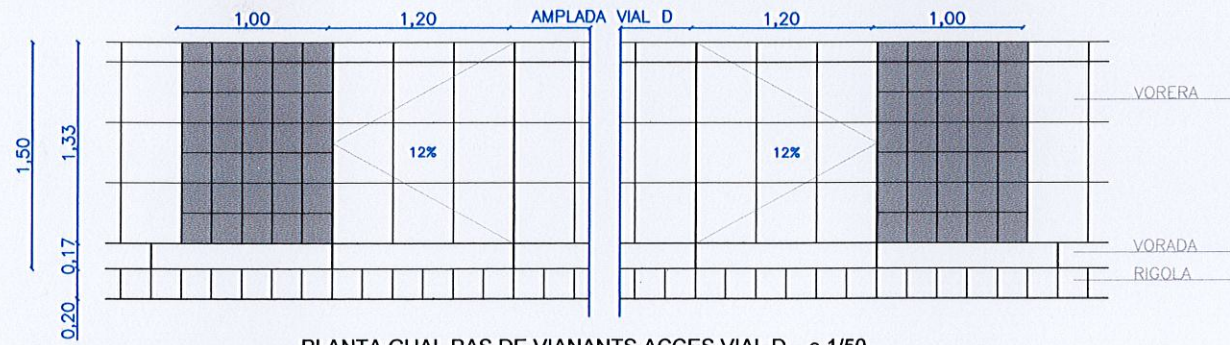 1,00 1,20 AMPLADA VIAL D 1,20 1,00
1,50
1,33
12%
12%
VORERA
0,17
VORADA
RIGOLA
0,20
PLANTA GUAL PAS DE VIANANTS ACCES VIAL D e 1/50